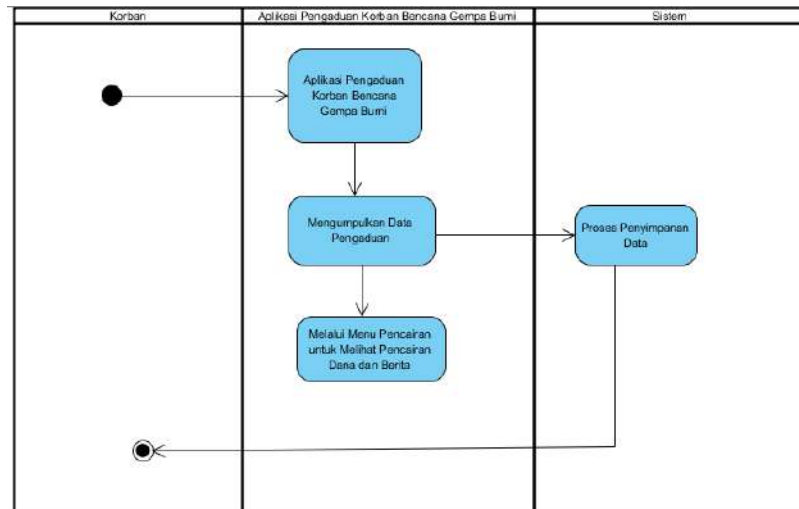 Korban
Aplikasi Pengaduan Korban Bencana Gempa Bumi
Sistem
Aplikasi Pengaduan
Korban Bencana
Gempa Bumi
Mengumpulkan Data
Pengaduan
Proses Penyimpanan
Data
Melalui Menu Pencairan
untuk Melihat Pencairan
Dana dan Berita